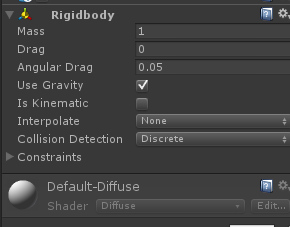 Rigidbody
Mass 1
Drag 0
Angular Drag 0.05
Use Gravity
Is Kinematic
Interpolate None
Collision Detection Discrete
Constraints
Default-Diffuse
Shader Diffuse Edit...